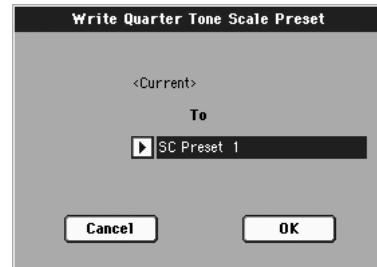 Write Quarter Tone Scale Preset
<Current>
To
SC Preset 1
Cancel OK